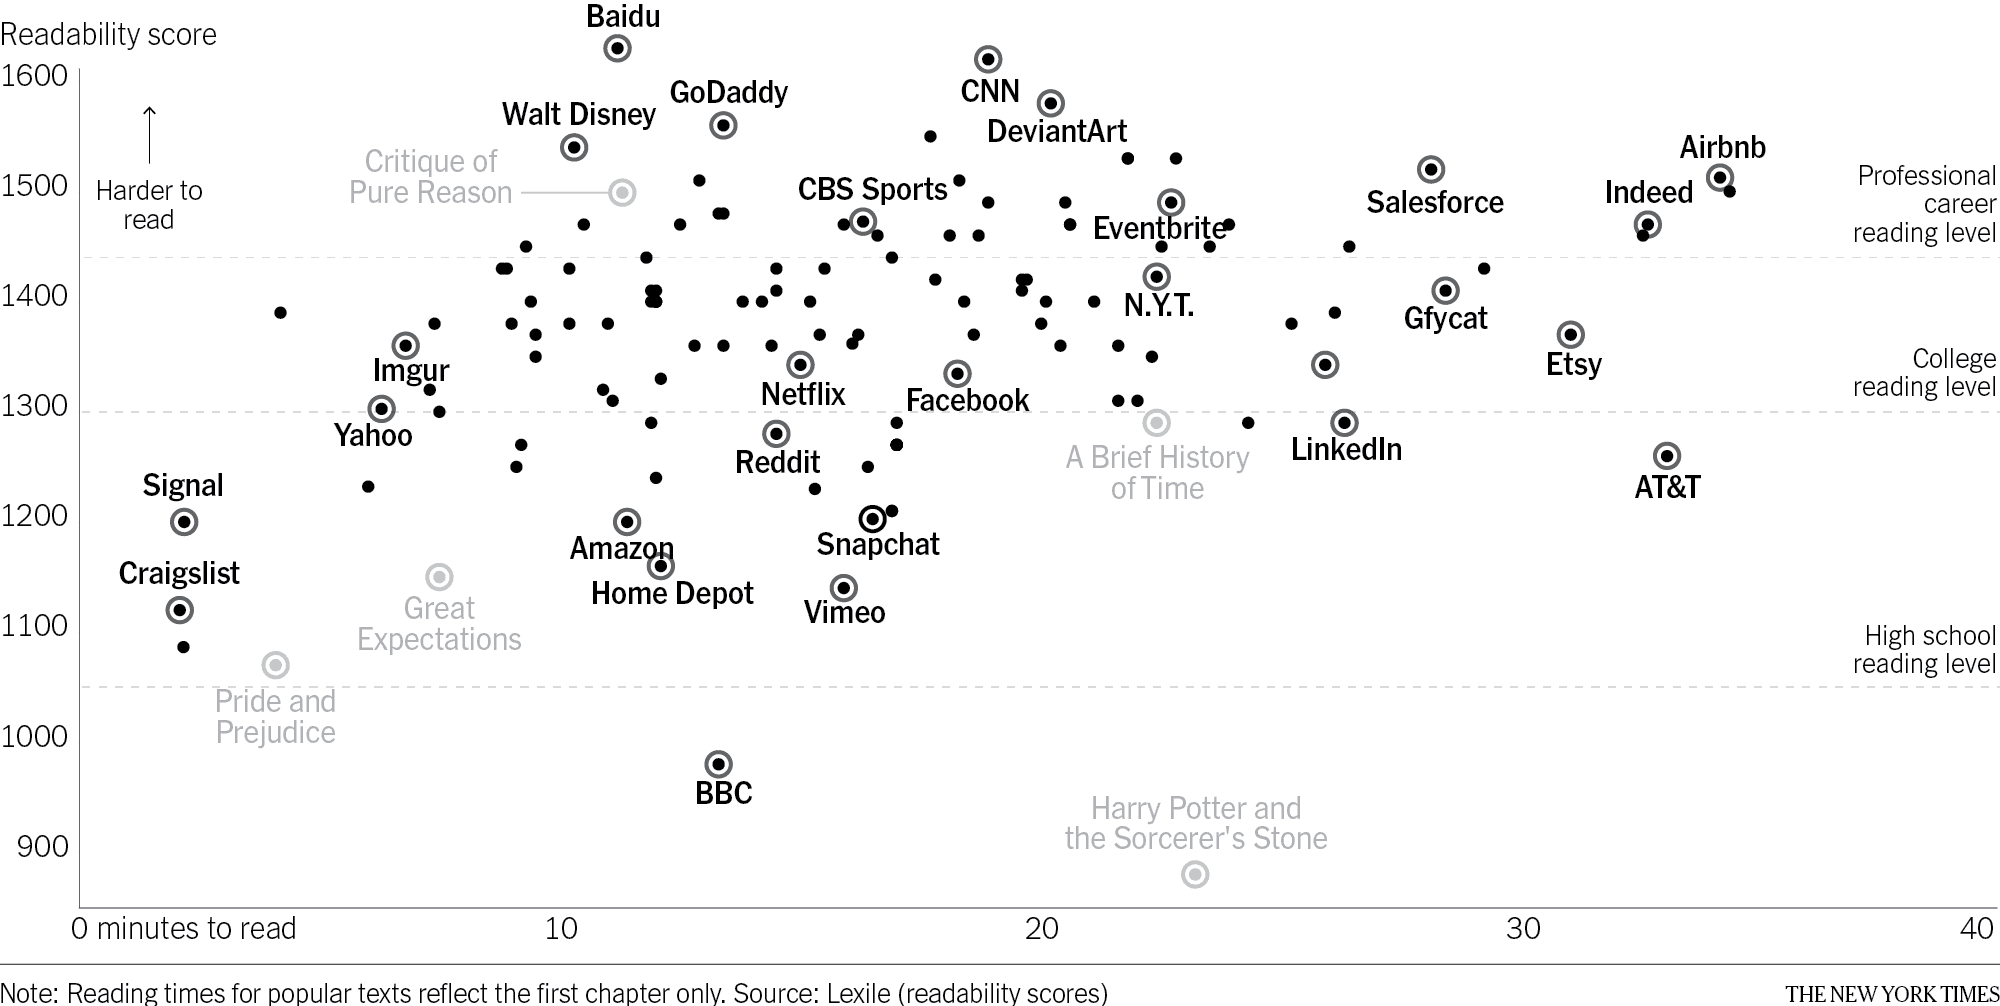 Baidu
Readability score
1600
CNN
GoDaddy
Walt Disney
DeviantArt
Airbnb
Critique of
Pure Reason
Professional
career
reading level
1500
Harder to
read
CBS Sports
Indeed
Salesforce
Eventbrite
1400
N.Y.T.
Gfycat
College
reading level
Etsy
Imgur
Netflix
Facebook
1300
Yahoo
Reddit
A Brief History
of Time
LinkedIn
AT&T
Signal
1200
Amazon
Snapchat
Craigslist
Home Depot
Vimeo
Great
Expectations
1100
High school
reading level
Pride and
Prejudice
1000
BBC
Harry Potter and
the Sorcerer's Stone
900
0 minutes to read
10
20
30
40
Note: Reading times for popular texts reflect the first chapter only. Source: Lexile (readability scores)
THE NEW YORK TIMES